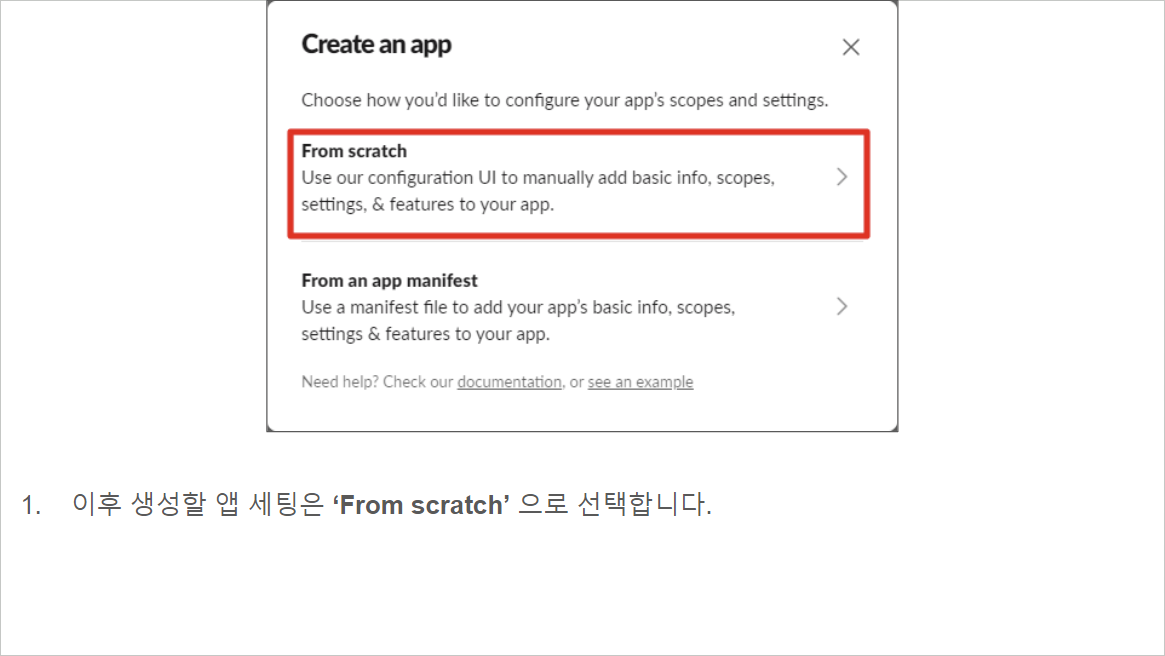 Create an app
Choose how you'd like to configure your app's scopes and settings.
From scratch
Use our configuration UI to manually add basic info, scopes,
settings, & features to your app.
From an app manifest
Use a manifest file to add your app's basic info, scopes,
settings & features to your app.
Need help? Check our documentation, or see an example
1. 이후 생성할 앱 세팅은 ‘From scratch’ 으로 선택합니다.